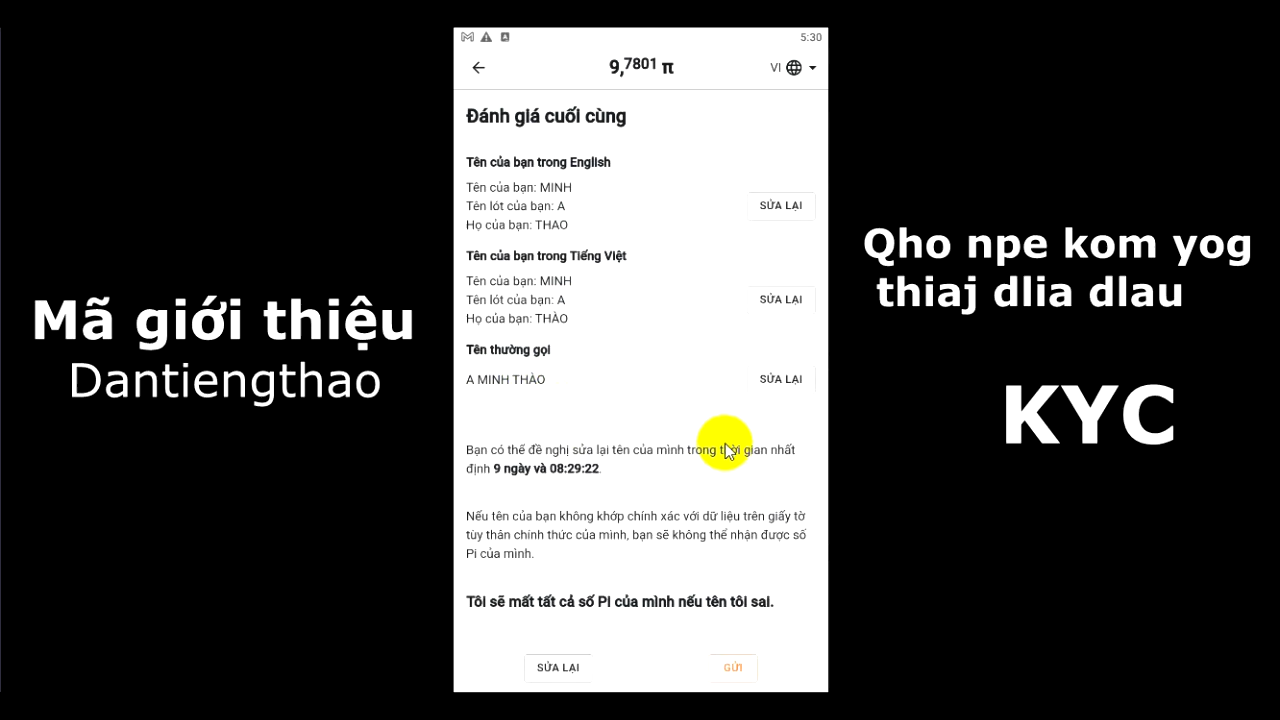 5:30
9,7801 π
VI
Đánh giá cuối cùng
Tên của bạn trong English
Tên của bạn: MINH
Tên lót của bạn: A
Họ của bạn: THAO
SỬA LẠI
Tên của bạn trong Tiếng Việt
Tên của bạn: MINH
Tên lót của bạn: A
Họ của bạn: THÀO
SỬA LẠI
Tên thường gọi
A MINH THÀO
SỬA LẠI
Bạn có thể đề nghị sửa lại tên của mình trong thời gian nhất
định 9 ngày và 08:29:22.
Nếu tên của bạn không khớp chính xác với dữ liệu trên giấy tờ
tùy thân chính thức của mình, bạn sẽ không thể nhận được số
Pi của mình.
Tôi sẽ mất tất cả số Pi của mình nếu tên tôi sai.
SỬA LẠI
GỬI
Mã giới thiệu
Dantiengthao
Qho npe kom yog
thiaj dlia dlau
KYC